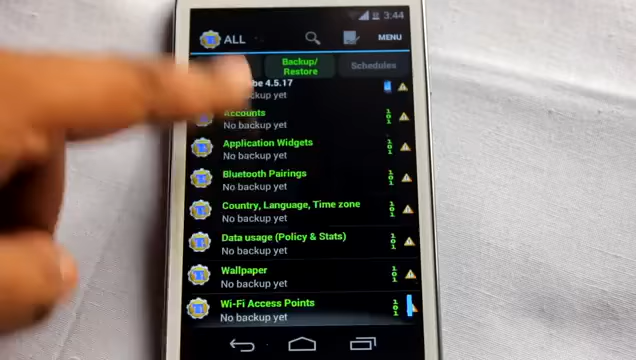 3:44
ALL
MENU
Backup/
Restore
Schedules
be 4.5.17
backup yet
Accounts
No backup yet
Application Widgets
No backup yet
Bluetooth Pairings
No backup yet
Country, Language, Time zone
No backup yet
Data usage (Policy & Stats)
No backup yet
Wallpaper
No backup yet
Wi-Fi Access Points
No backup yet